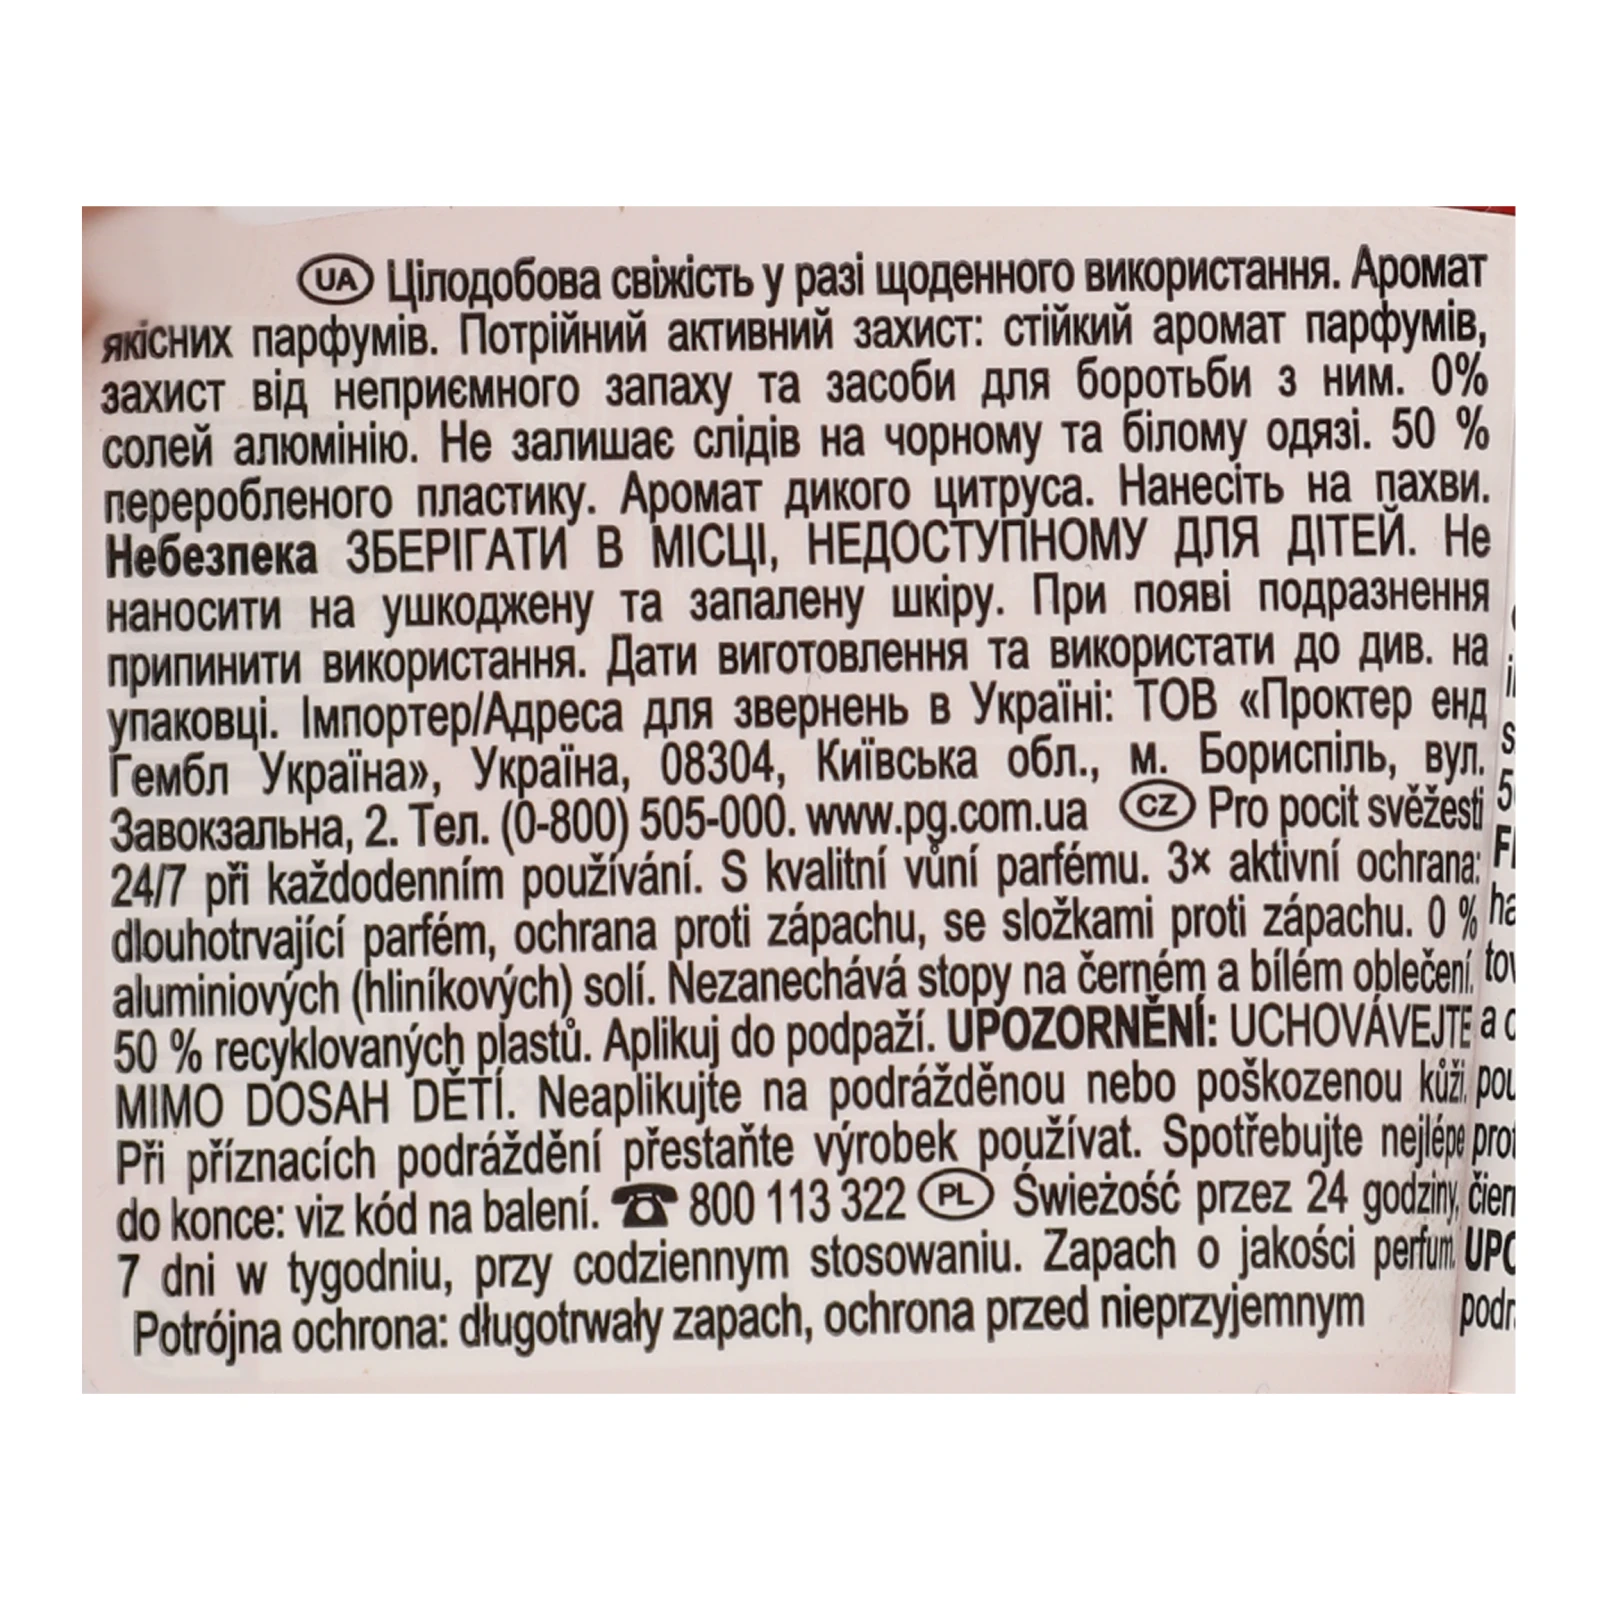 UA Цілодобова свіжість у разі щоденного використання. Аромат
якісних парфумів. Потрійний активний захист: стійкий аромат парфумів,
захист від неприємного запаху та засоби для боротьби з ним. 0%
солей алюмінію. Не залишає слідів на чорному та білому одязі. 50 %
переробленого пластику. Аромат дикого цитруса. Нанесіть на пахви.
Небезпека ЗБЕРІГАТИ В МІСЦІ, НЕДОСТУПНОМУ ДЛЯ ДІТЕЙ. Не
наносити на ушкоджену та запалену шкіру. При появі подразнення
припинити використання. Дати виготовлення та використати до див. на
упаковці. Імпортер/Адреса для звернень в Україні: ТОВ «Проктер енд
Гембл Україна», Україна, 08304, Київська обл., м. Бориспіль, вул.
Завокзальна, 2. Тел. (0-800) 505-000. www.pg.com.ua CZ Pro pocit svěžesti
24/7 při každodenním používání. S kvalitní vůní parfému. 3× aktivní ochrana:
dlouhotrvající parfém, ochrana proti zápachu, se složkami proti zápachu. 0 %
aluminiových (hliníkových) solí. Nezanechává stopy na černém a bílém oblečení.
50 % recyklovaných plastů. Aplikuj do podpaží. UPOZORNĚNÍ: UCHOVÁVEJTE
MIMO DOSAH DĚTÍ. Neaplikujte na podrážděnou nebo poškozenou kůži.
Při příznacích podráždění přestaňte výrobek používat. Spotřebujte nejlépe
do konce: viz kód na balení. ☎ 800 113 322 PL Świeżość przez 24 godziny,
7 dni w tygodniu, przy codziennym stosowaniu. Zapach o jakości perfum.
Potrójna ochrona: długotrwały zapach, ochrona przed nieprzyjemnym